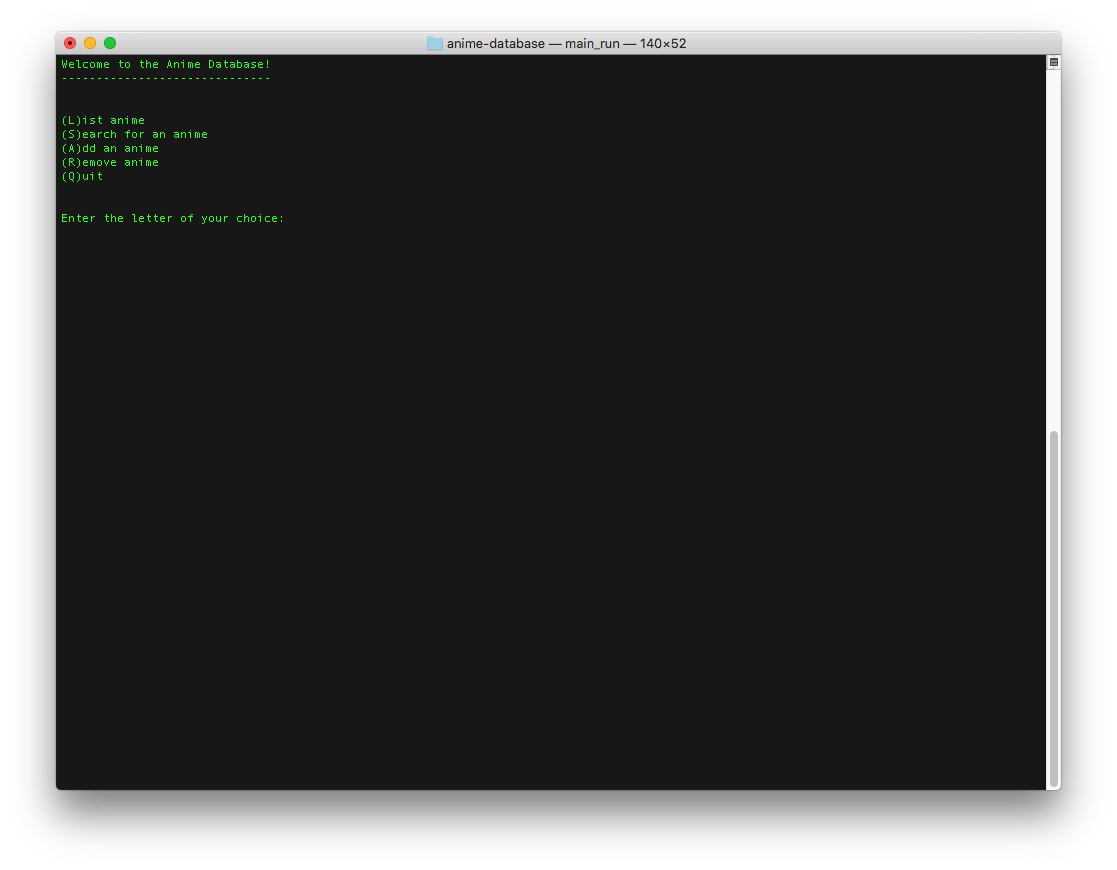 anime-database — main_run — 140×52
Welcome to the Anime Database!
------------------------------
(L)ist anime
(S)earch for an anime
(A)dd an anime
(R)emove anime
(Q)uit
Enter the letter of your choice: